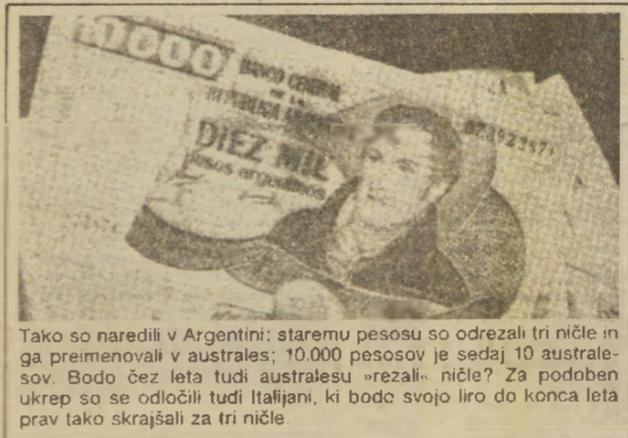 10000
BANCO CENTRAL
DE LA
REPUBLICA
DIEZ MIL
pesos argentinos
Tako so naredili v Argentini: staremu pesosu so odrezali tri ničle in
ga preimenovali v australes; 10.000 pesosov je sedaj 10 australe-
sov. Bodo čez leta tudi australesu »rezali« ničle? Za podoben
ukrep so se odločili tudi Italijani, ki bodo svojo liro do konca leta
prav tako skrajšali za tri ničle.